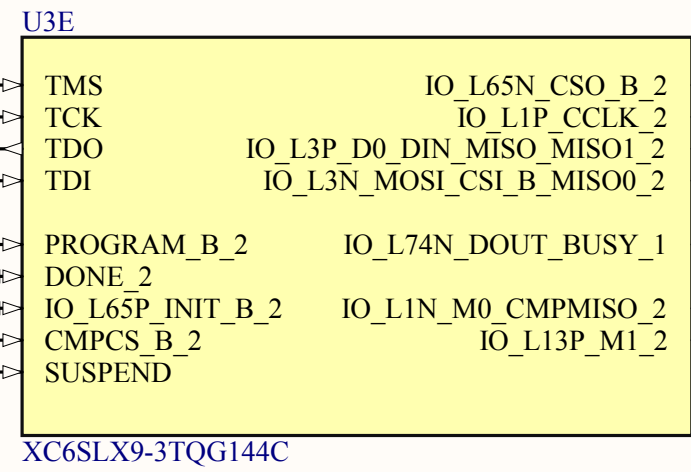 U3E
TMS IO_L65N_CSO_B_2
TCK IO_L1P_CCLK_2
TDO IO_L3P_D0_DIN_MISO_MISO1_2
TDI IO_L3N_MOSI_CSI_B_MISO0_2
PROGRAM_B_2 IO_L74N_DOUT_BUSY_1
DONE_2
IO_L65P_INIT_B_2 IO_L1N_M0_CMPMISO_2
CMPCS_B_2 IO_L13P_M1_2
SUSPEND
XC6SLX9-3TQG144C